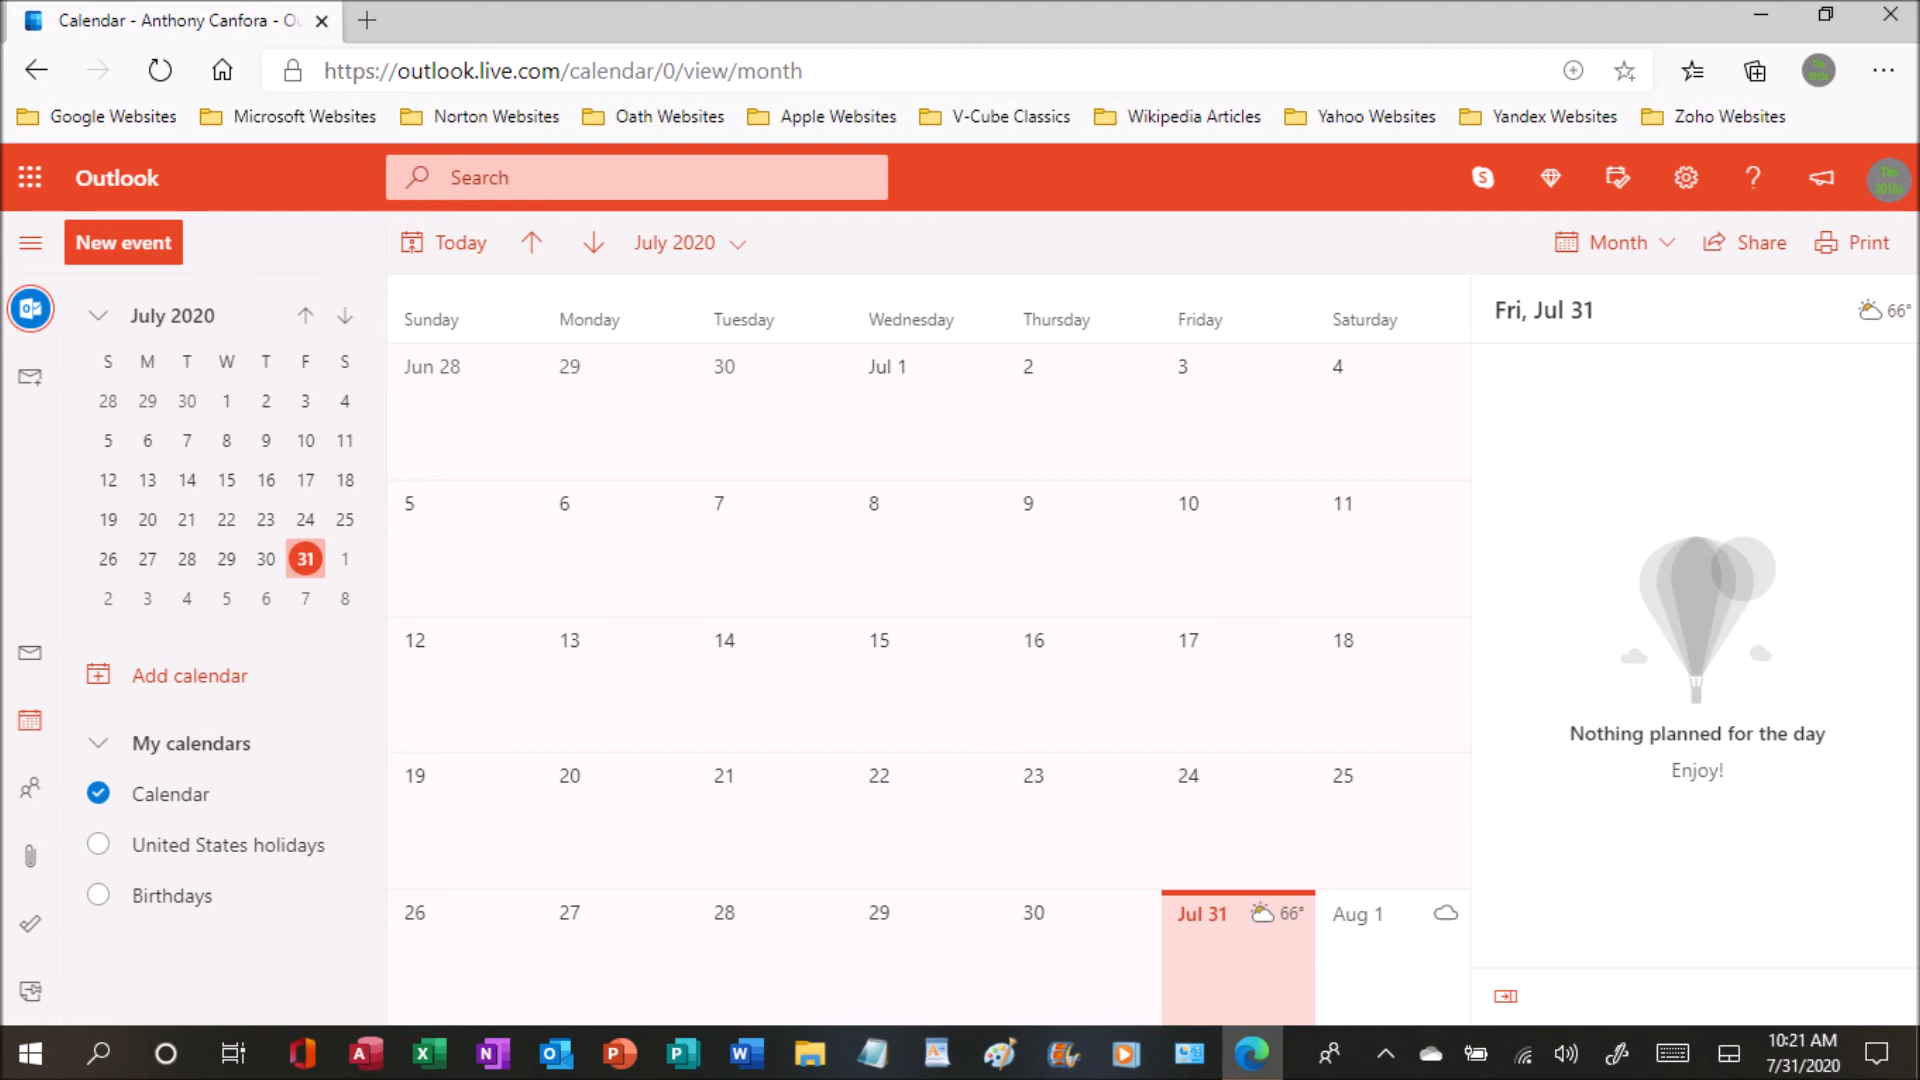 Calendar - Anthony Canfora - Ou
https://outlook.live.com/calendar/0/view/month
Google Websites Microsoft Websites Norton Websites Oath Websites Apple Websites V-Cube Classics Wikipedia Articles Yahoo Websites Yandex Websites Zoho Websites
Outlook Search
New event Today July 2020 Month Share Print
July 2020
S M T W T F S
28 29 30 1 2 3 4
5 6 7 8 9 10 11
12 13 14 15 16 17 18
19 20 21 22 23 24 25
26 27 28 29 30 31 1
2 3 4 5 6 7 8
Add calendar
My calendars
Calendar
United States holidays
Birthdays
Sunday Monday Tuesday Wednesday Thursday Friday Saturday
Jun 28 29 30 Jul 1 2 3 4
5 6 7 8 9 10 11
12 13 14 15 16 17 18
19 20 21 22 23 24 25
26 27 28 29 30 Jul 31 66° Aug 1
Fri, Jul 31 66°
Nothing planned for the day
Enjoy!
10:21 AM
7/31/2020